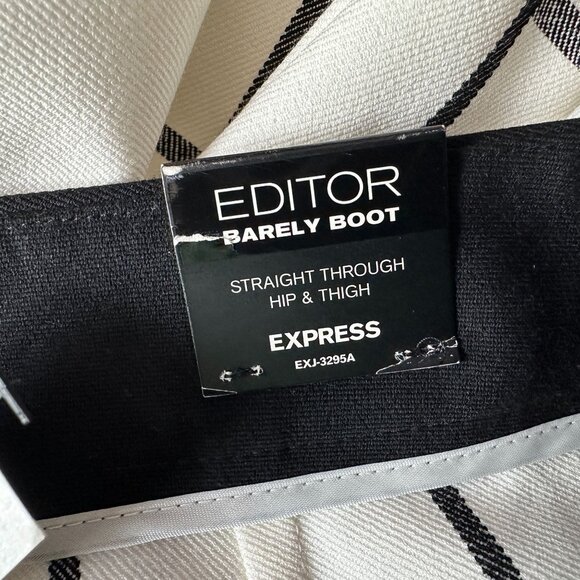 EDITOR
BARELY BOOT
STRAIGHT THROUGH
HIP & THIGH
EXPRESS
EXJ-3295A